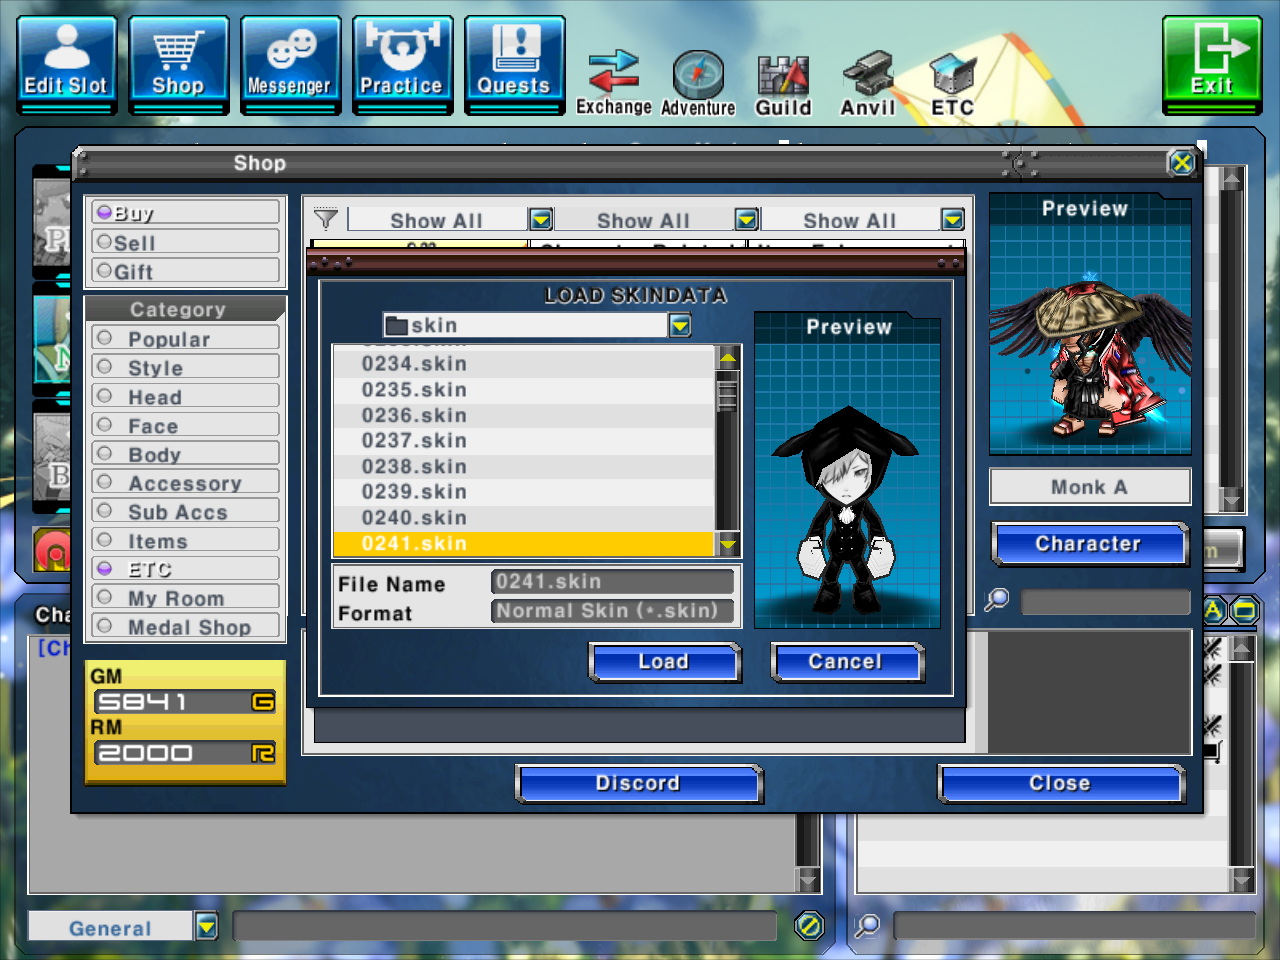 Edit Slot
Shop
Messenger
Practice
Quests
Exchange
Adventure
Guild
Anvil
ETC
Exit
Shop
Buy
Sell
Gift
Category
Popular
Style
Head
Face
Body
Accessory
Sub Accs
Items
ETC
My Room
Medal Shop
GM
5841 G
RM
2000 R
Show All
Show All
Show All
LOAD SKINDATA
skin
0234.skin
0235.skin
0236.skin
0237.skin
0238.skin
0239.skin
0240.skin
0241.skin
File Name
0241.skin
Format
Normal Skin (*.skin)
Preview
Load
Cancel
Preview
Monk A
Character
Discord
Close
Cha
[Ch
General